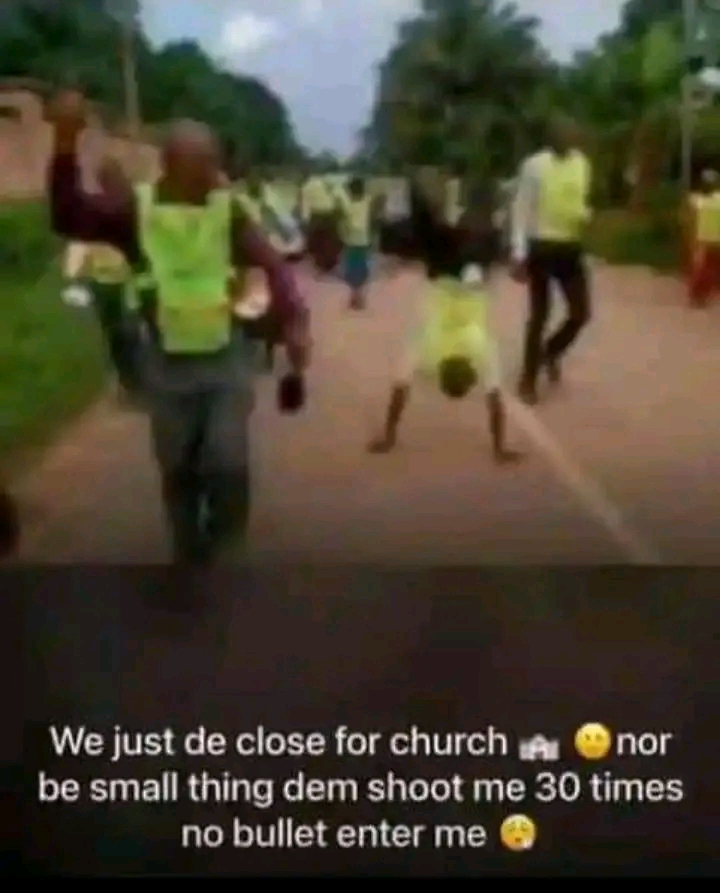 We just de close for church 🏫 🙂nor
be small thing dem shoot me 30 times
no bullet enter me 😮‍💨